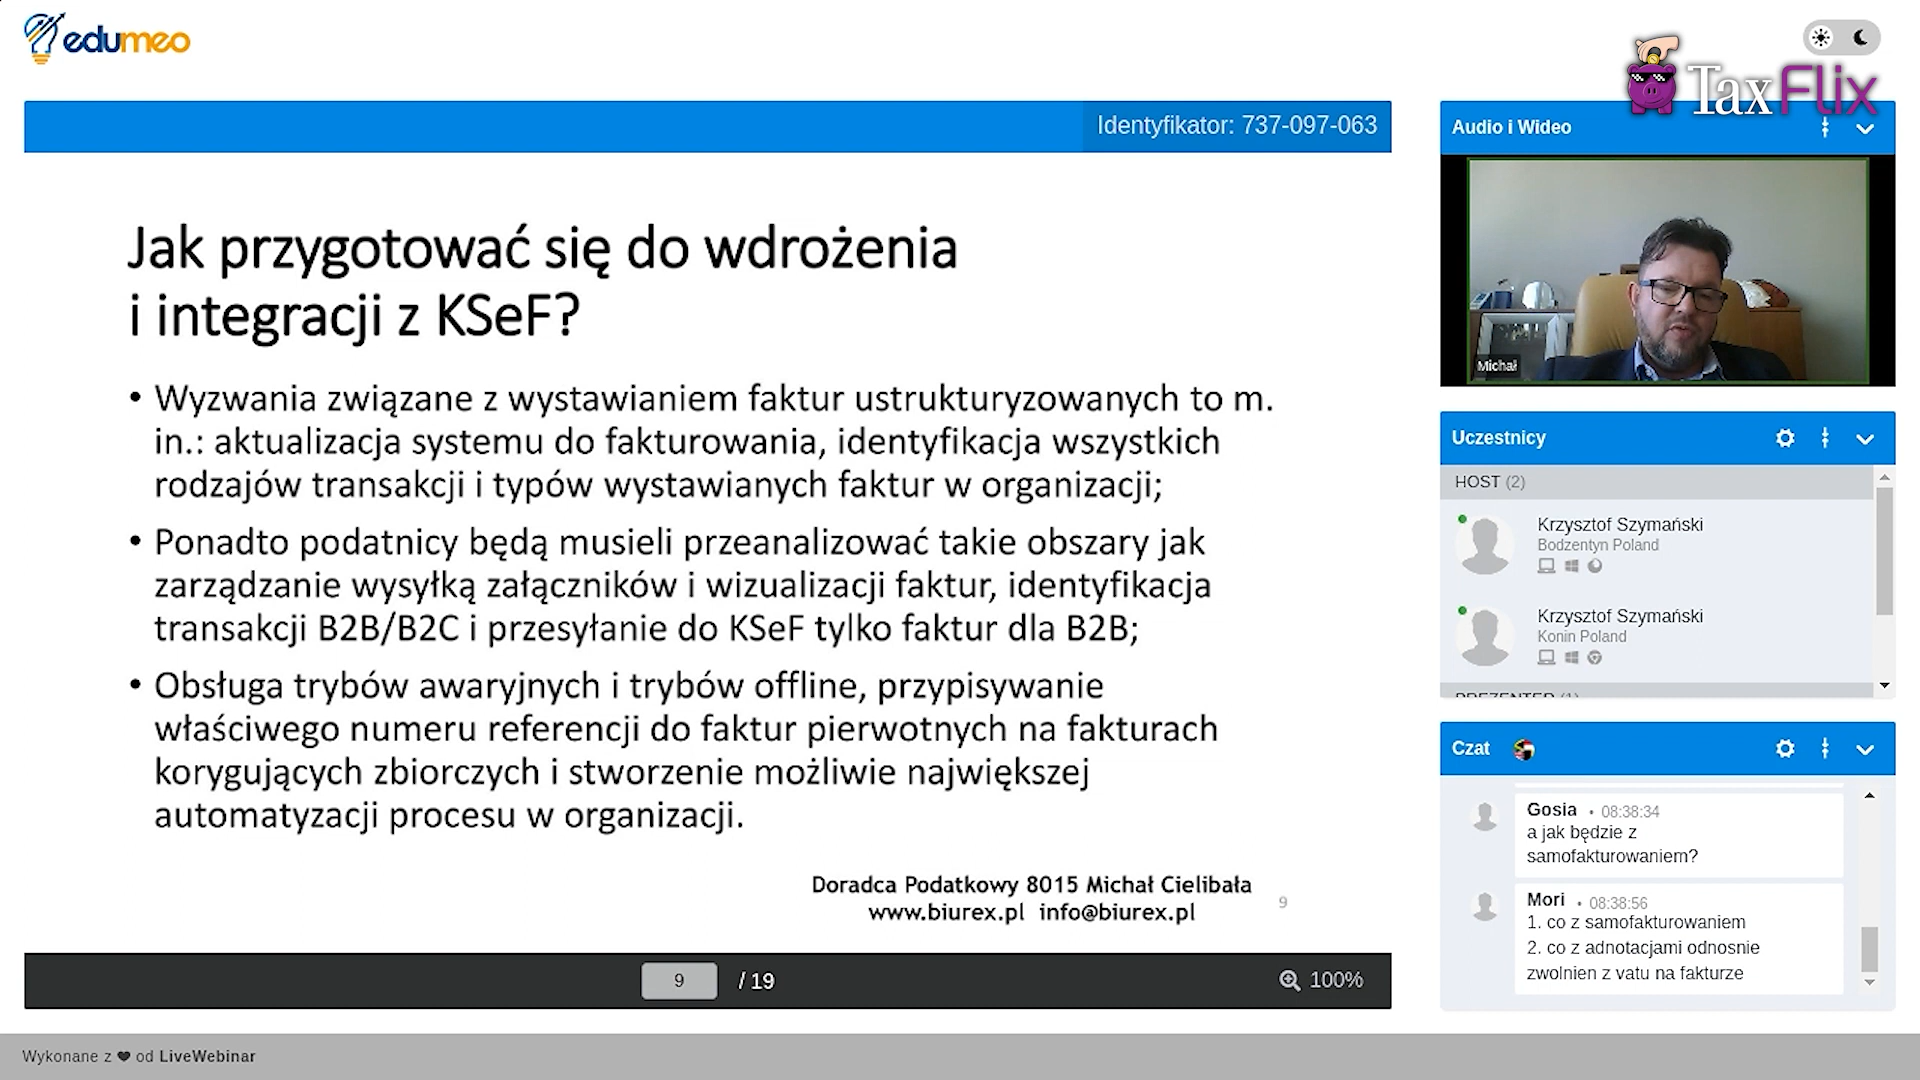 edumeo
TaxFlix
Identyfikator: 737-097-063
Jak przygotować się do wdrożenia
i integracji z KSeF?
• Wyzwania związane z wystawianiem faktur ustrukturyzowanych to m.
in.: aktualizacja systemu do fakturowania, identyfikacja wszystkich
rodzajów transakcji i typów wystawianych faktur w organizacji;
• Ponadto podatnicy będą musieli przeanalizować takie obszary jak
zarządzanie wysyłką załączników i wizualizacji faktur, identyfikacja
transakcji B2B/B2C i przesyłanie do KSeF tylko faktur dla B2B;
• Obsługa trybów awaryjnych i trybów offline, przypisywanie
właściwego numeru referencji do faktur pierwotnych na fakturach
korygujących zbiorczych i stworzenie możliwie największej
automatyzacji procesu w organizacji.
Doradca Podatkowy 8015 Michał Cielibała
www.biurex.pl info@biurex.pl
9
9 / 19
100%
Audio i Wideo
Michał
Uczestnicy
HOST (2)
Krzysztof Szymański
Bodzentyn Poland
Krzysztof Szymański
Konin Poland
PREZENTER (1)
Czat
Gosia • 08:38:34
a jak będzie z
samofakturowaniem?
Mori • 08:38:56
1. co z samofakturowaniem
2. co z adnotacjami odnosnie
zwolnien z vatu na fakturze
Wykonane z ❤ od LiveWebinar